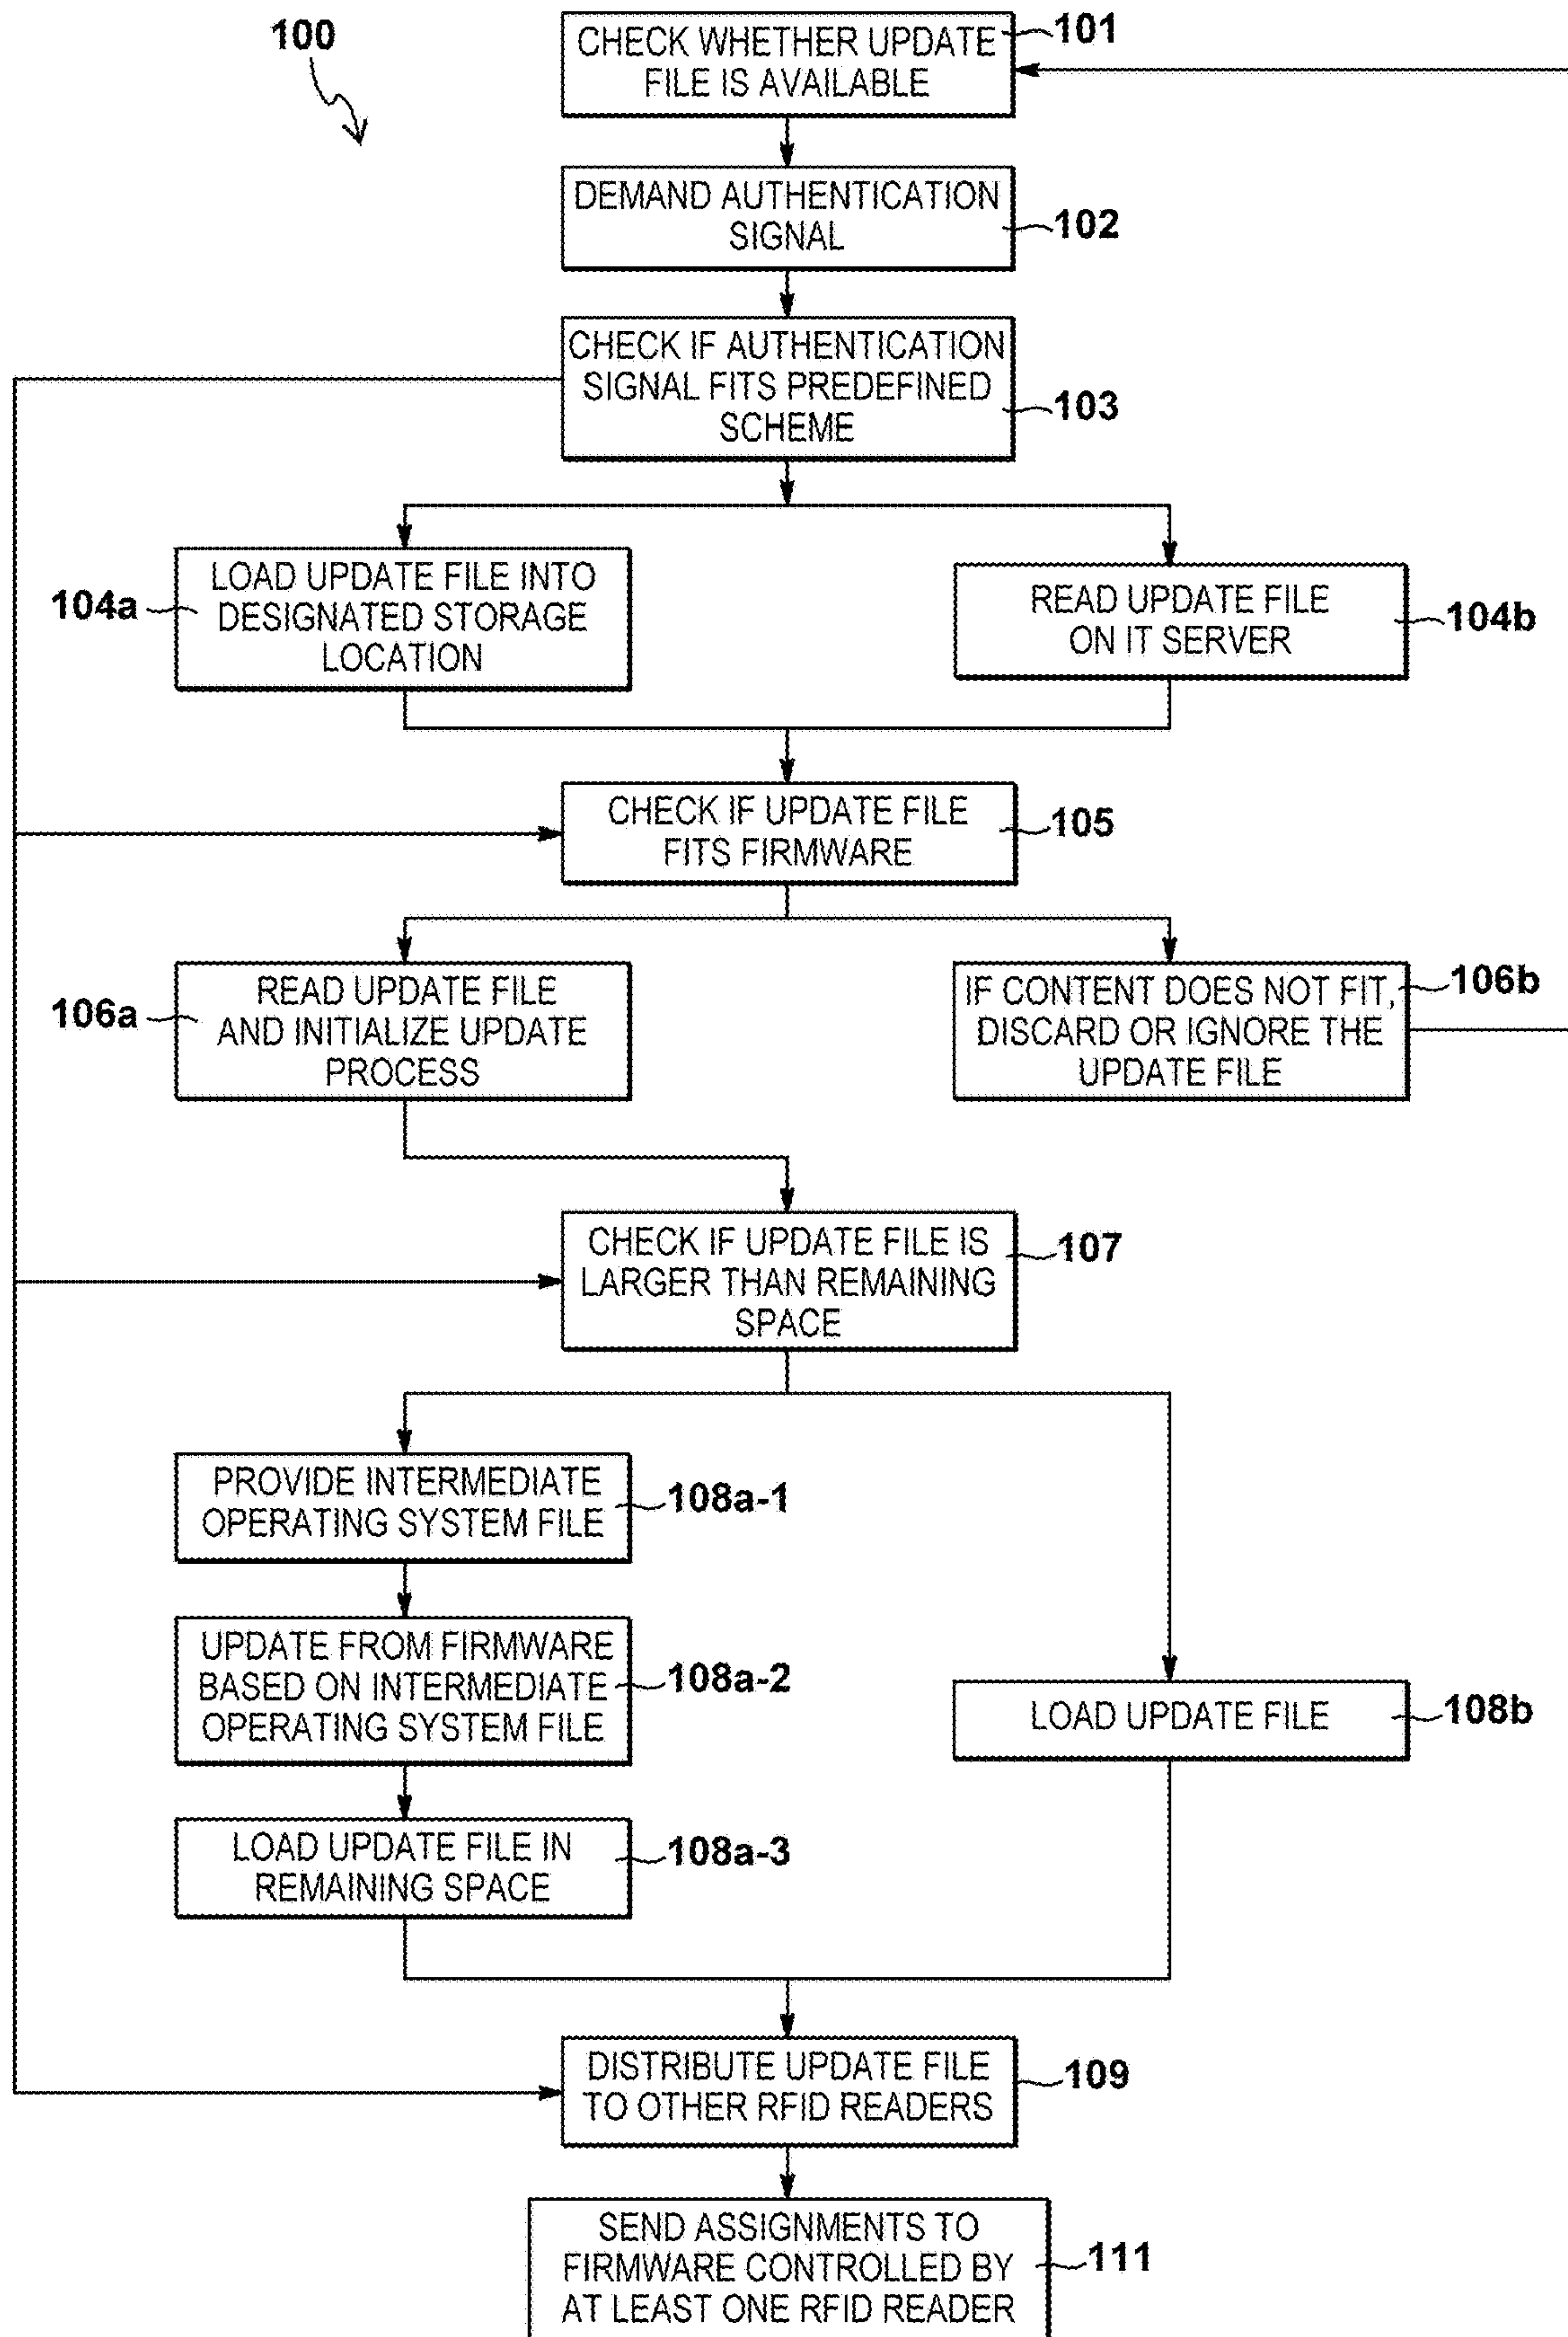 100
CHECK WHETHER UPDATE
FILE IS AVAILABLE
101
DEMAND AUTHENTICATION
SIGNAL
102
CHECK IF AUTHENTICATION
SIGNAL FITS PREDEFINED
SCHEME
103
104a
LOAD UPDATE FILE INTO
DESIGNATED STORAGE
LOCATION
READ UPDATE FILE
ON IT SERVER
104b
CHECK IF UPDATE FILE
FITS FIRMWARE
105
106a
READ UPDATE FILE
AND INITIALIZE UPDATE
PROCESS
IF CONTENT DOES NOT FIT,
DISCARD OR IGNORE THE
UPDATE FILE
106b
CHECK IF UPDATE FILE IS
LARGER THAN REMAINING
SPACE
107
PROVIDE INTERMEDIATE
OPERATING SYSTEM FILE
108a-1
UPDATE FROM FIRMWARE
BASED ON INTERMEDIATE
OPERATING SYSTEM FILE
108a-2
LOAD UPDATE FILE
108b
LOAD UPDATE FILE IN
REMAINING SPACE
108a-3
DISTRIBUTE UPDATE FILE
TO OTHER RFID READERS
109
SEND ASSIGNMENTS TO
FIRMWARE CONTROLLED BY
AT LEAST ONE RFID READER
111